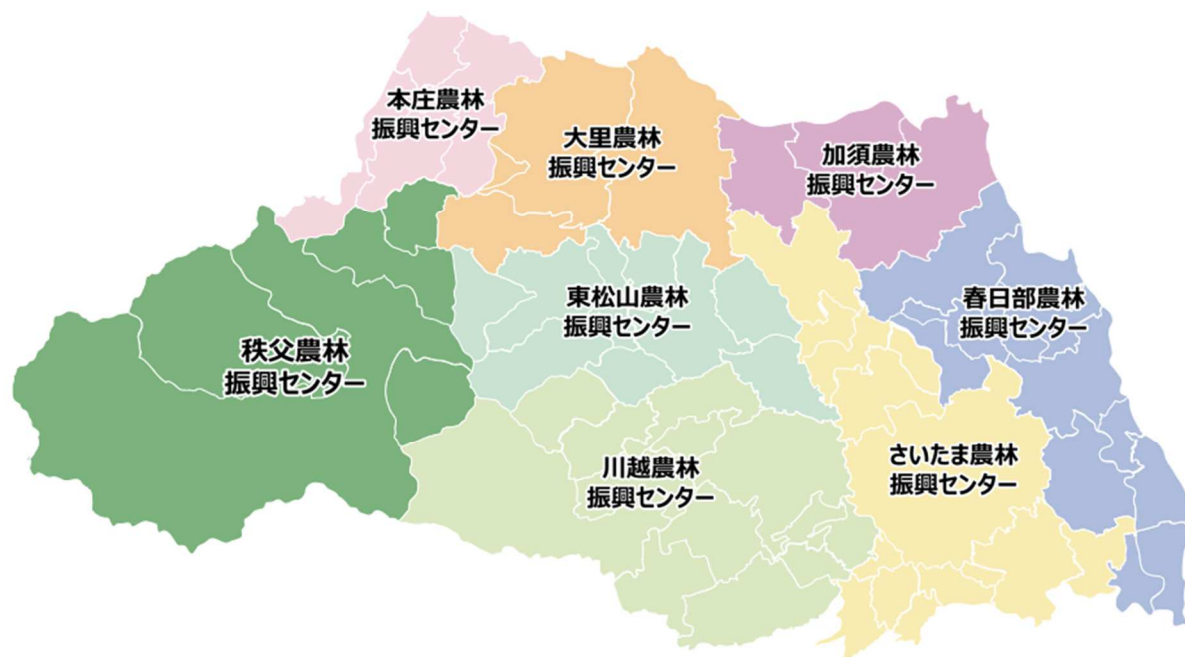 本庄農林
振興センター
大里農林
振興センター
加須農林
振興センター
秩父農林
振興センター
東松山農林
振興センター
春日部農林
振興センター
川越農林
振興センター
さいたま農林
振興センター